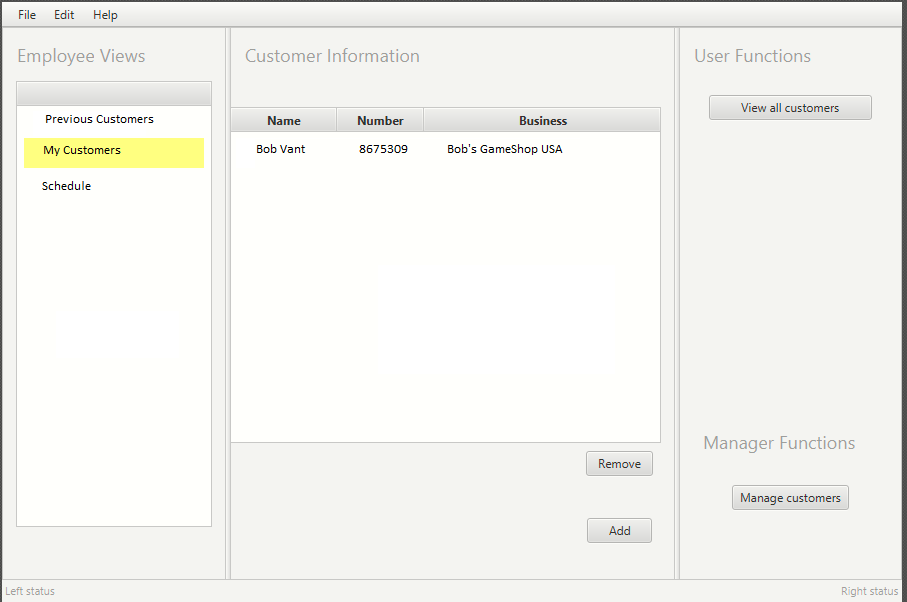 File Edit Help
Employee Views
Previous Customers
My Customers
Schedule
Customer Information
Name Number Business
Bob Vant 8675309 Bob's GameShop USA
Remove
Add
User Functions
View all customers
Manager Functions
Manage customers
Left status
Right status